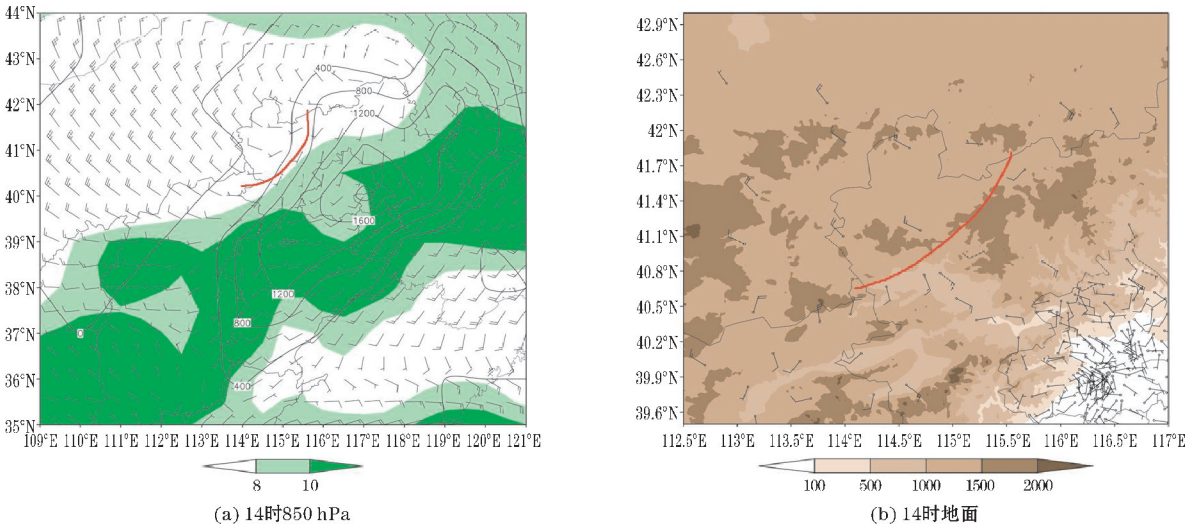 44°N
43°N
42°N
41°N
40°N
39°N
38°N
37°N
36°N
35°N
400
800
1200
1600
1200
800
400
0
109°E 110°E 111°E 112°E 113°E 114°E 115°E 116°E 117°E 118°E 119°E 120°E 121°E
8 10
(a) 14时850 hPa
42.9°N
42.6°N
42.3°N
42°N
41.7°N
41.4°N
41.1°N
40.8°N
40.5°N
40.2°N
39.9°N
39.6°N
112.5°E 113°E 113.5°E 114°E 114.5°E 115°E 115.5°E 116°E 116.5°E 117°E
100 500 1000 1500 2000
(b) 14时地面